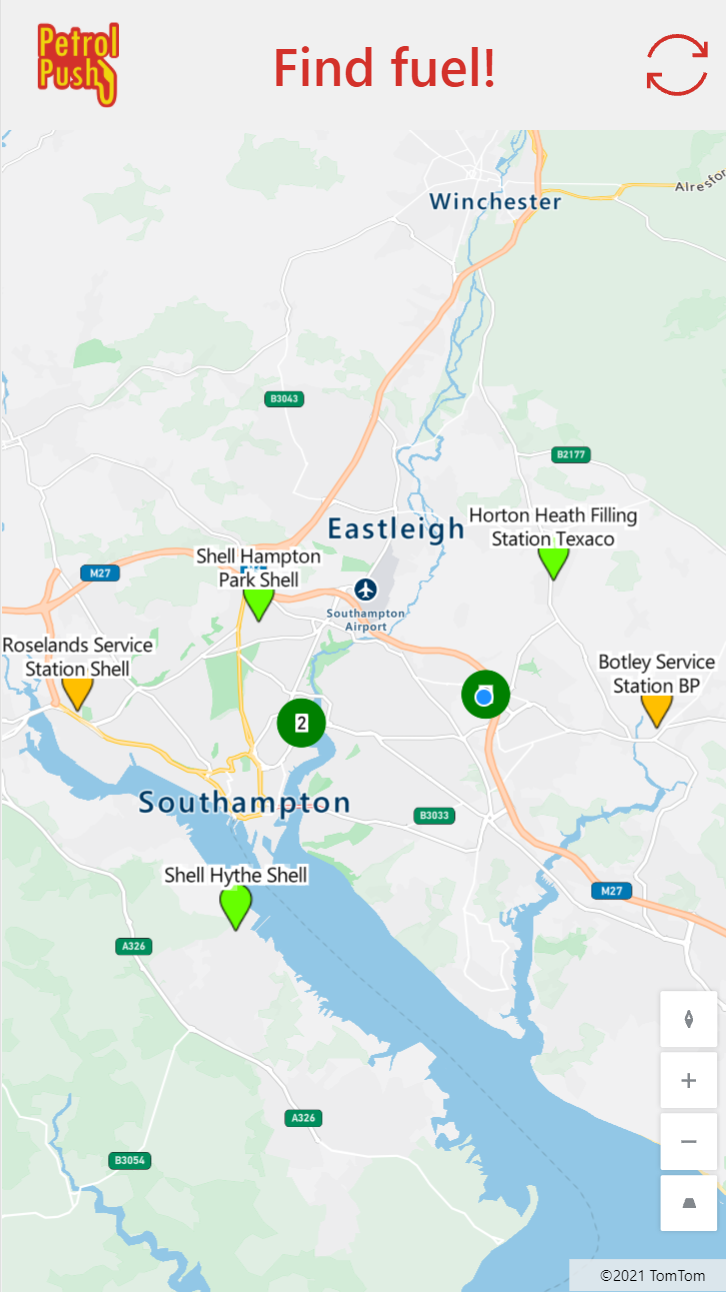 Petrol
Push
Find fuel!
Alresfor
Winchester
B3043
B2177
Horton Heath Filling
Station Texaco
Eastleigh
Shell Hampton
Park Shell
M27
Southampton
Airport
Roselands Service
Station Shell
Botley Service
Station BP
2
Southampton
B3033
Shell Hythe Shell
M27
A326
A326
B3054
©2021 TomTom